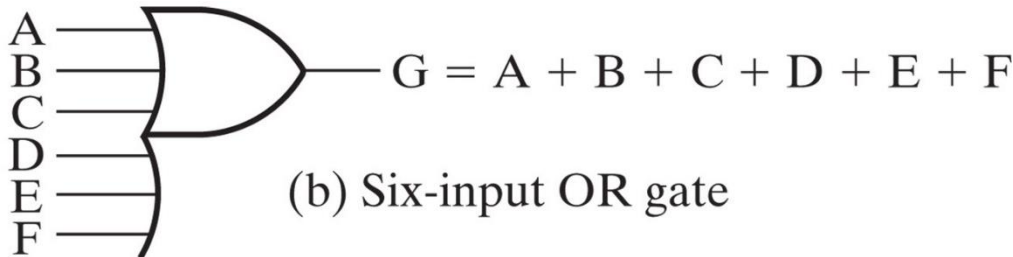 A
B
C
D
E
F
G = A + B + C + D + E + F
(b) Six-input OR gate